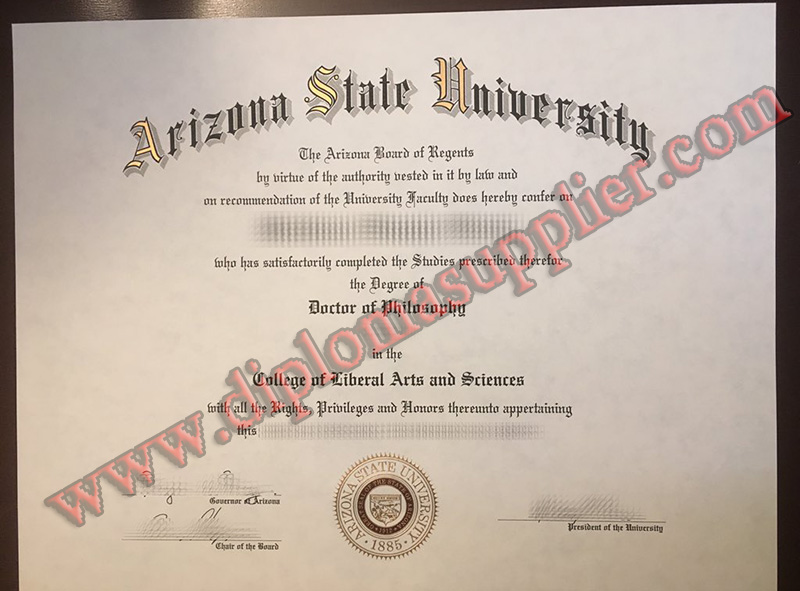 Arizona State University
The Arizona Board of Regents
by virtue of the authority vested in it by law and
on recommendation of the University Faculty does hereby confer on
who has satisfactorily completed the Studies prescribed therefor
the Degree of
Doctor of Philosophy
in the
College of Liberal Arts and Sciences
with all the Rights, Privileges and Honors thereunto appertaining
this
www.diplomasupplier.com
Governor of Arizona
Chair of the Board
ARIZONA STATE UNIVERSITY
1885
President of the University